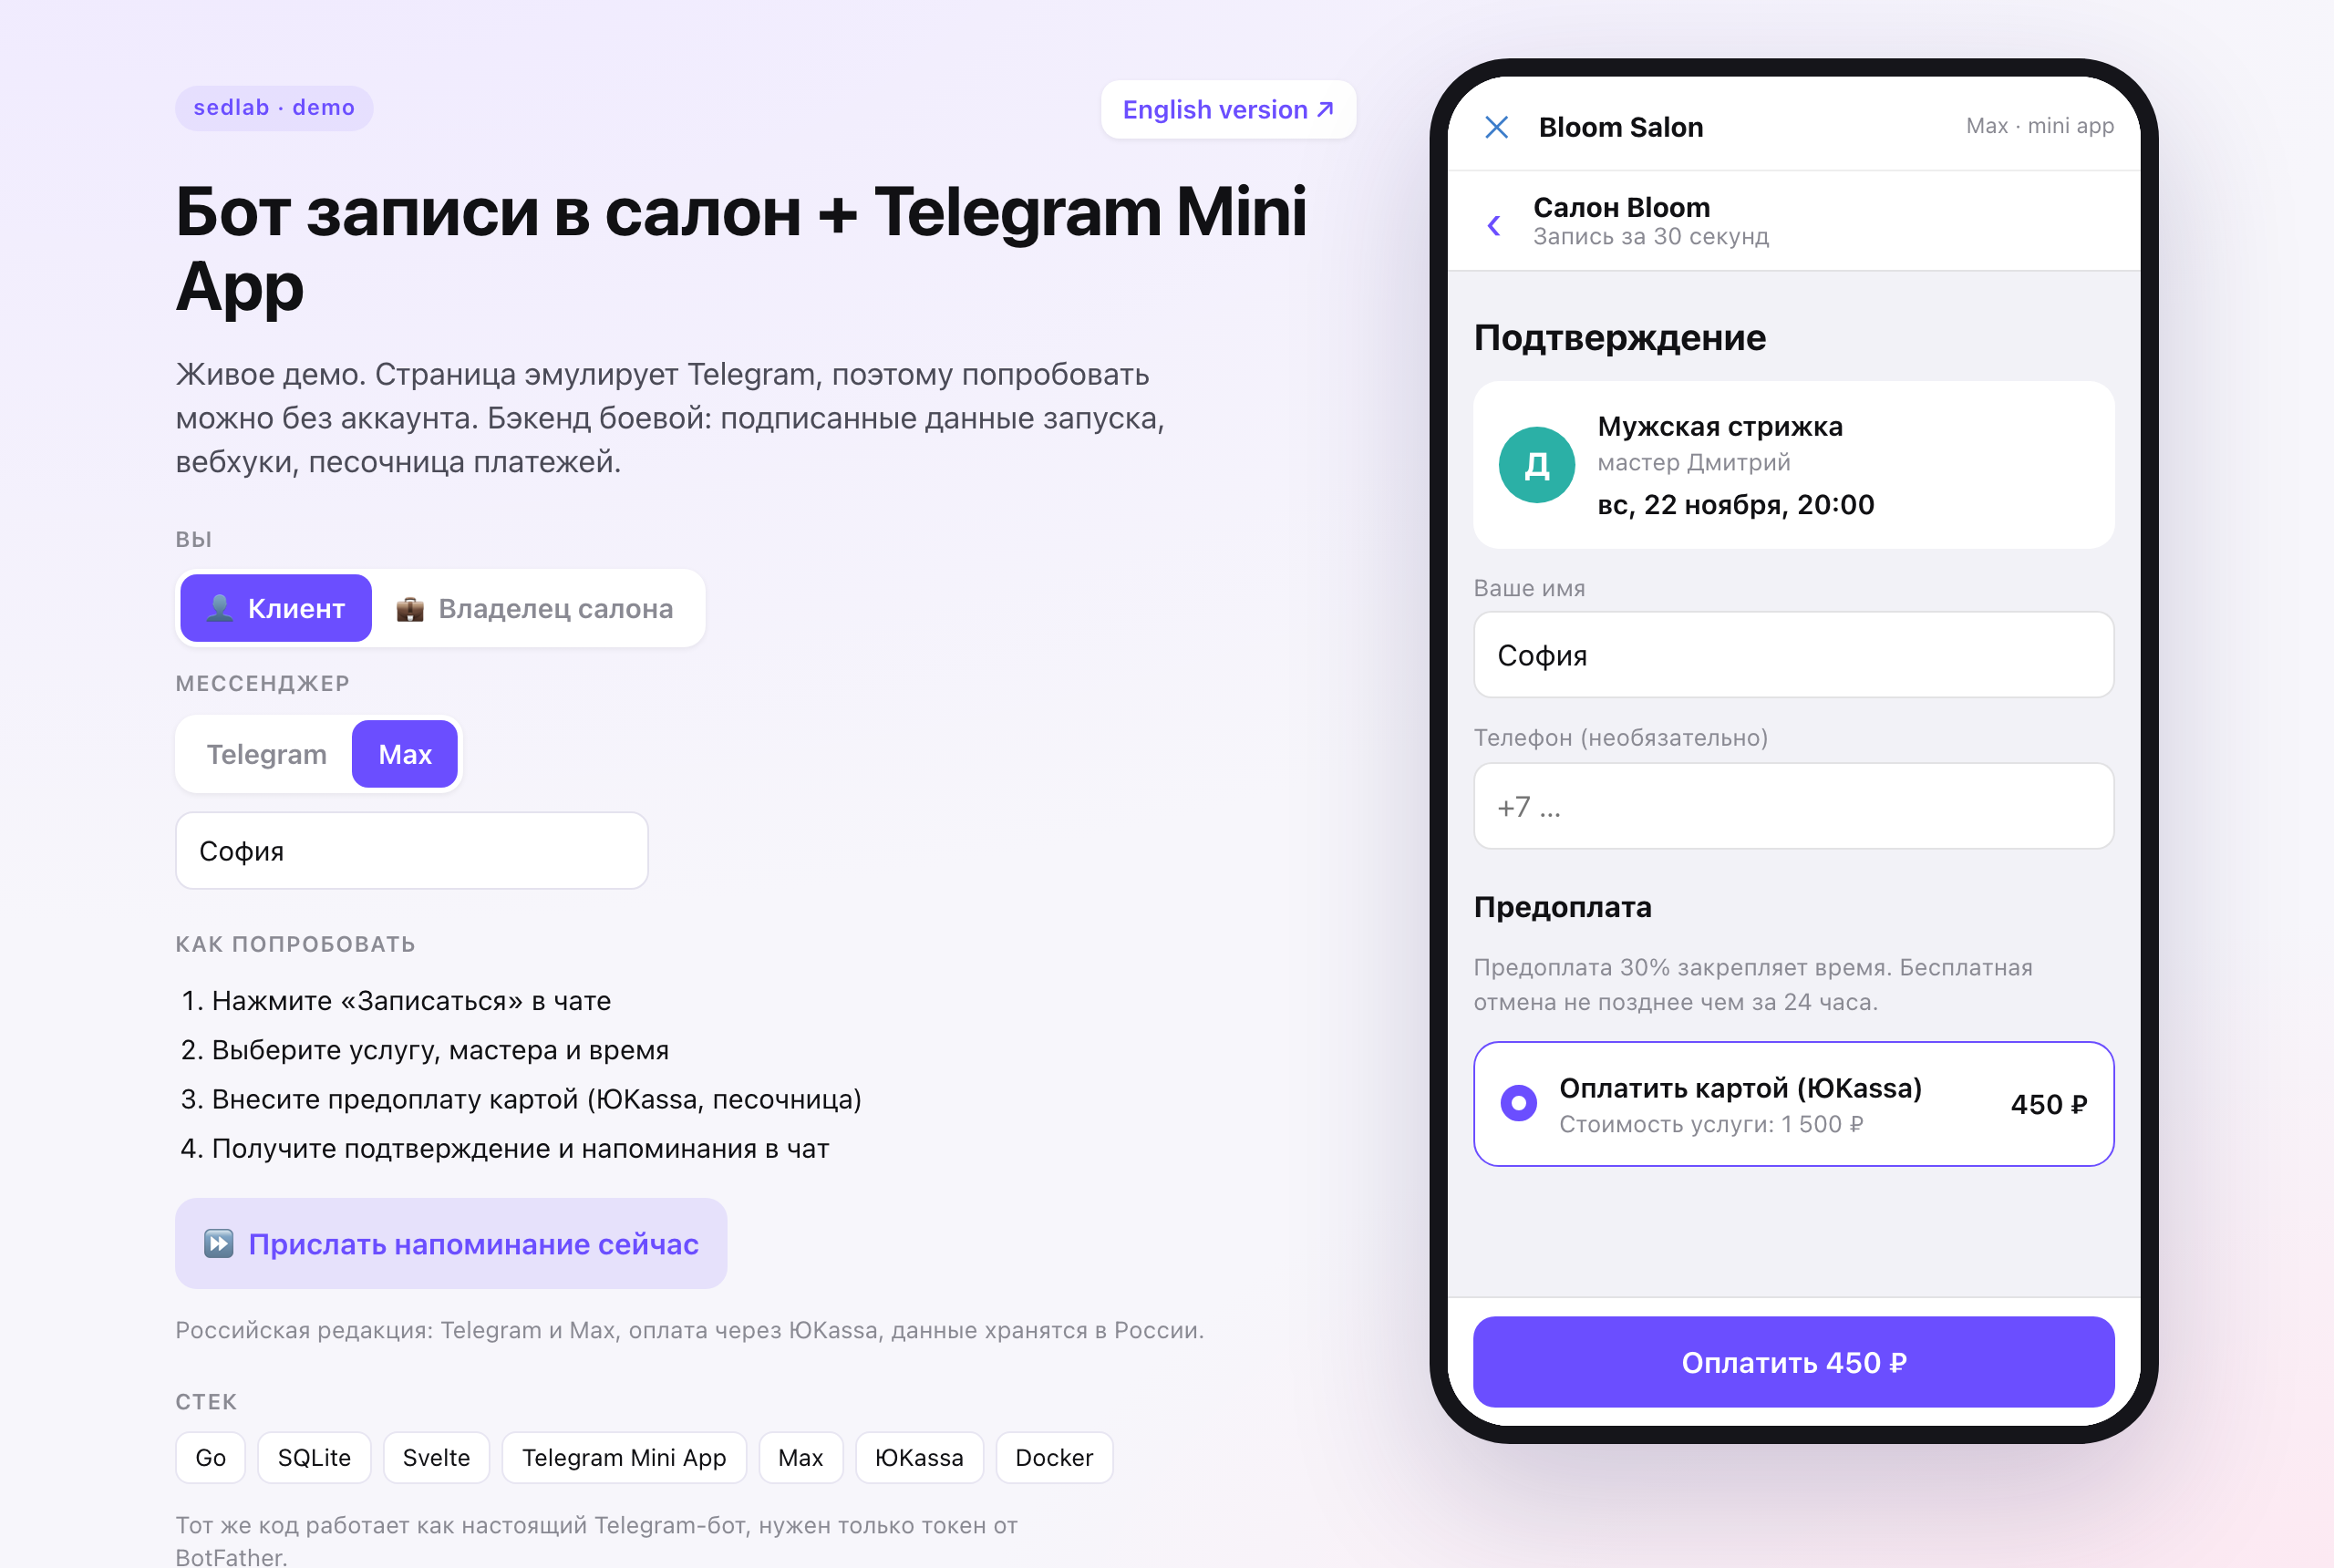 sedlab · demo
English version ↗
Бот записи в салон + Telegram Mini
App
Живое демо. Страница эмулирует Telegram, поэтому попробовать
можно без аккаунта. Бэкенд боевой: подписанные данные запуска,
вебхуки, песочница платежей.
ВЫ
Клиент
Владелец салона
МЕССЕНДЖЕР
Telegram
Max
София
КАК ПОПРОБОВАТЬ
1. Нажмите «Записаться» в чате
2. Выберите услугу, мастера и время
3. Внесите предоплату картой (ЮKassa, песочница)
4. Получите подтверждение и напоминания в чат
Прислать напоминание сейчас
Российская редакция: Telegram и Max, оплата через ЮKassa, данные хранятся в России.
СТЕК
Go
SQLite
Svelte
Telegram Mini App
Max
ЮKassa
Docker
Тот же код работает как настоящий Telegram-бот, нужен только токен от
BotFather.
Bloom Salon
Max · mini app
Салон Bloom
Запись за 30 секунд
Подтверждение
Д
Мужская стрижка
мастер Дмитрий
вс, 22 ноября, 20:00
Ваше имя
София
Телефон (необязательно)
+7 ...
Предоплата
Предоплата 30% закрепляет время. Бесплатная
отмена не позднее чем за 24 часа.
Оплатить картой (ЮKassa)
Стоимость услуги: 1 500 ₽
450 ₽
Оплатить 450 ₽